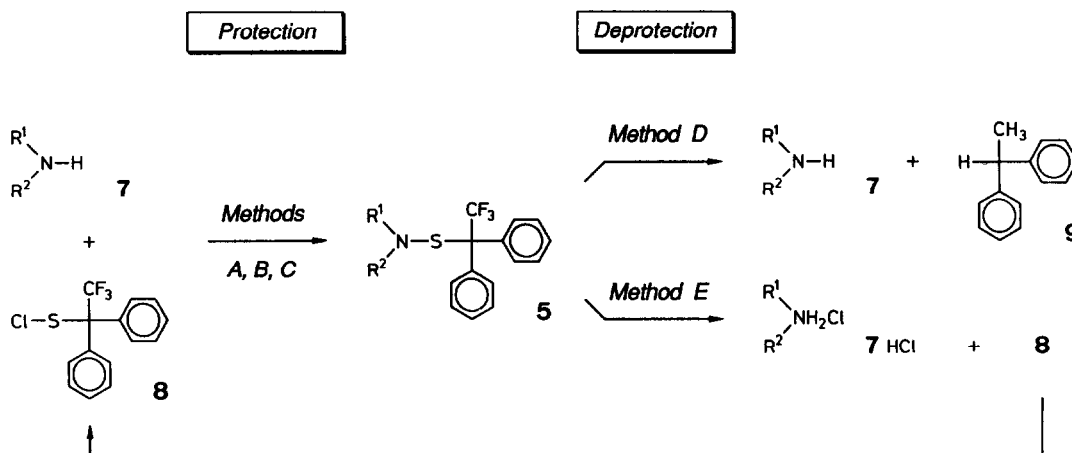 Protection
Deprotection
R¹
N—H
R²
7
+
Cl—S
CF₃
8
Methods
A, B, C
R¹
N—S
R²
CF₃
5
Method D
R¹
N—H
R²
7
+
CH₃
H
9
Method E
R¹
NH₂Cl
R²
7 HCl
+
8